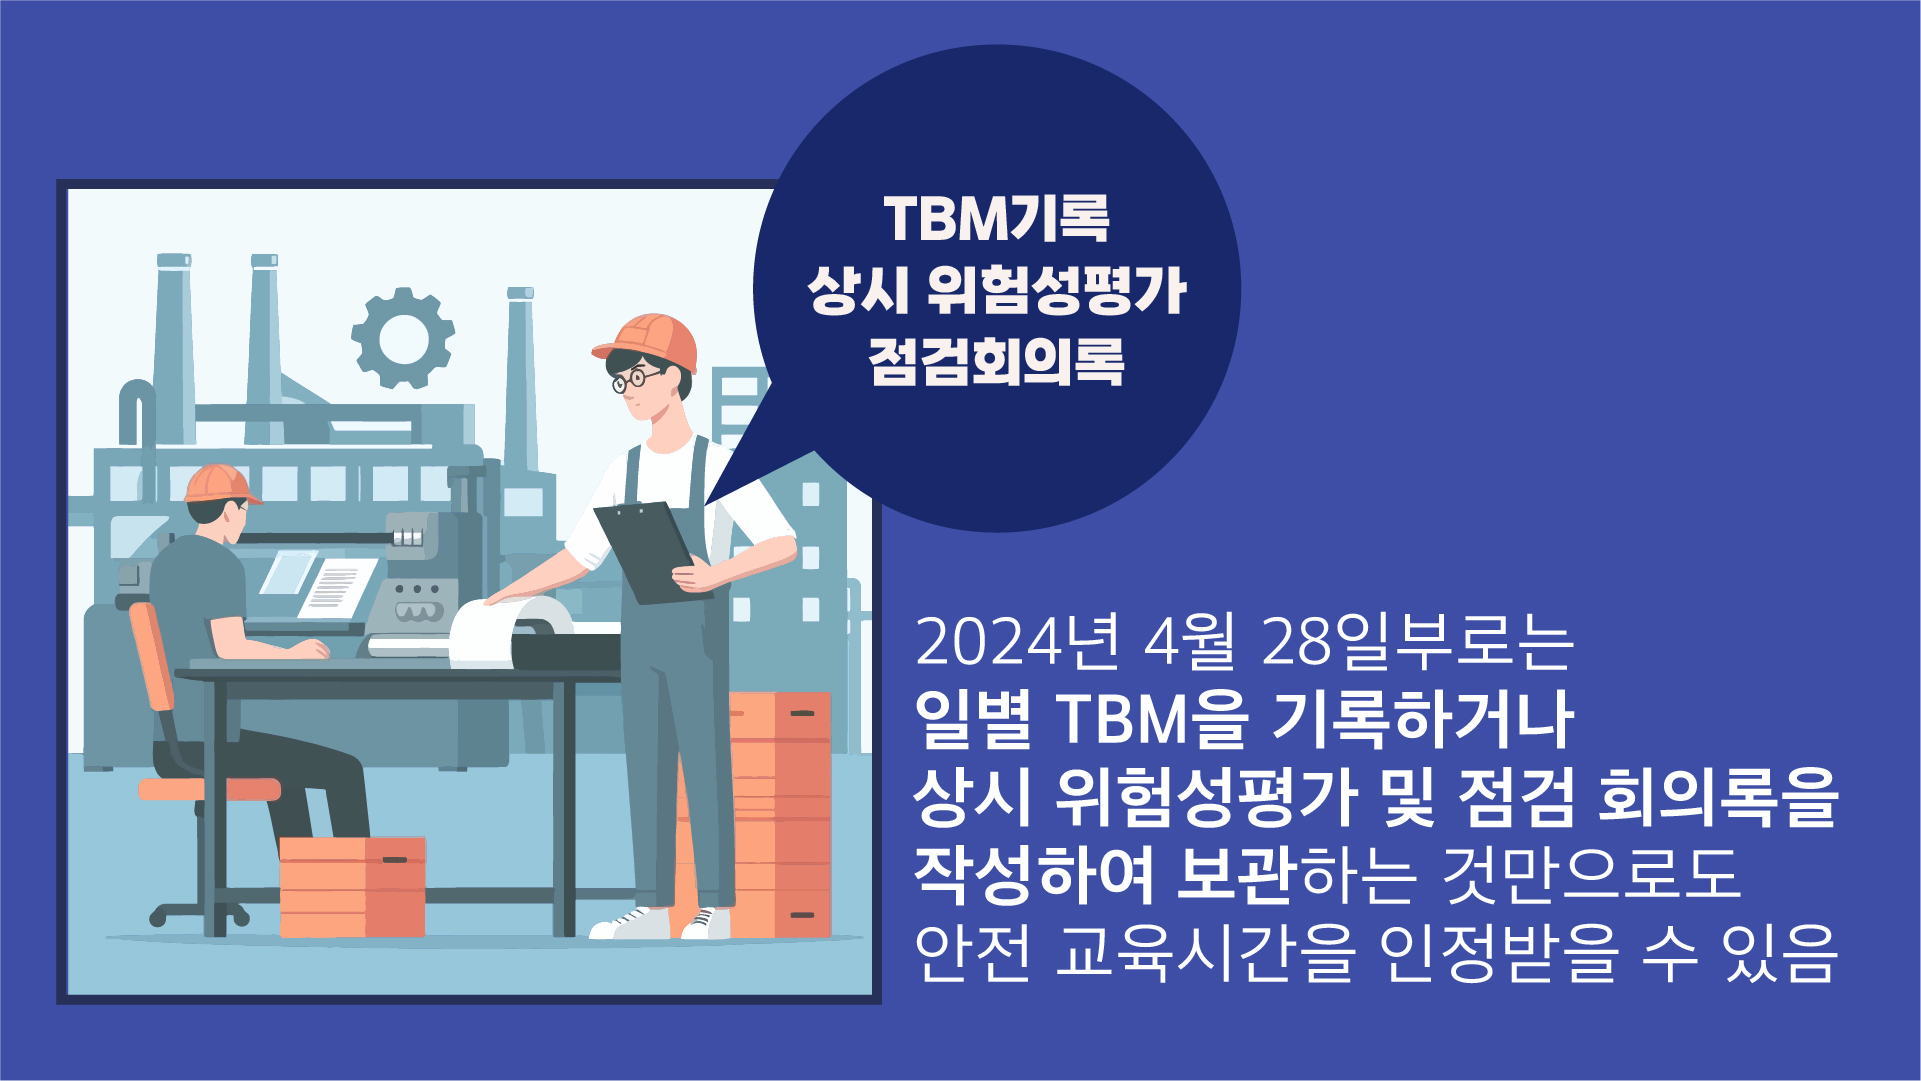 TBM기록
상시 위험성평가
점검회의록
2024년 4월 28일부로는
일별 TBM을 기록하거나
상시 위험성평가 및 점검 회의록을
작성하여 보관하는 것만으로도
안전 교육시간을 인정받을 수 있음